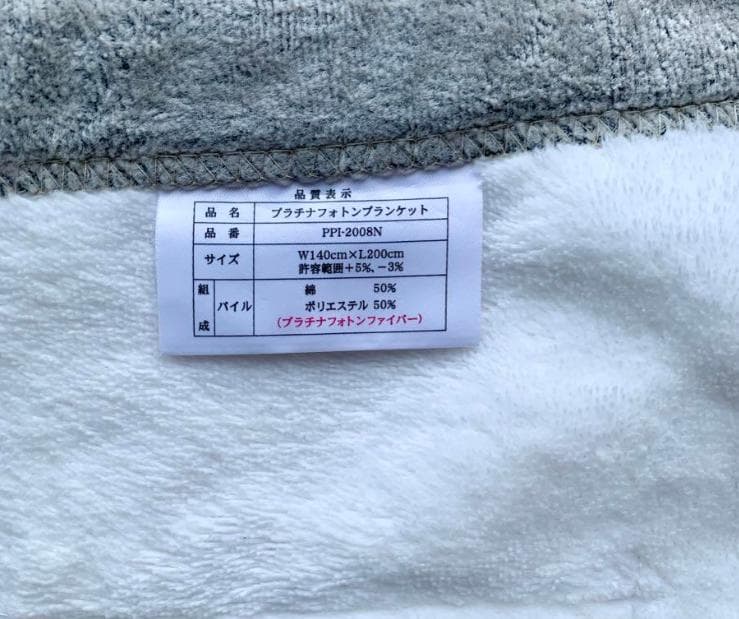 品質表示
品 名 プラチナフォトンブランケット
品 番 PPI-2008N
サイズ W140cm×L200cm
許容範囲+5%、-3%
組成 パイル 綿 50%
ポリエステル 50%
(プラチナフォトンファイバー)